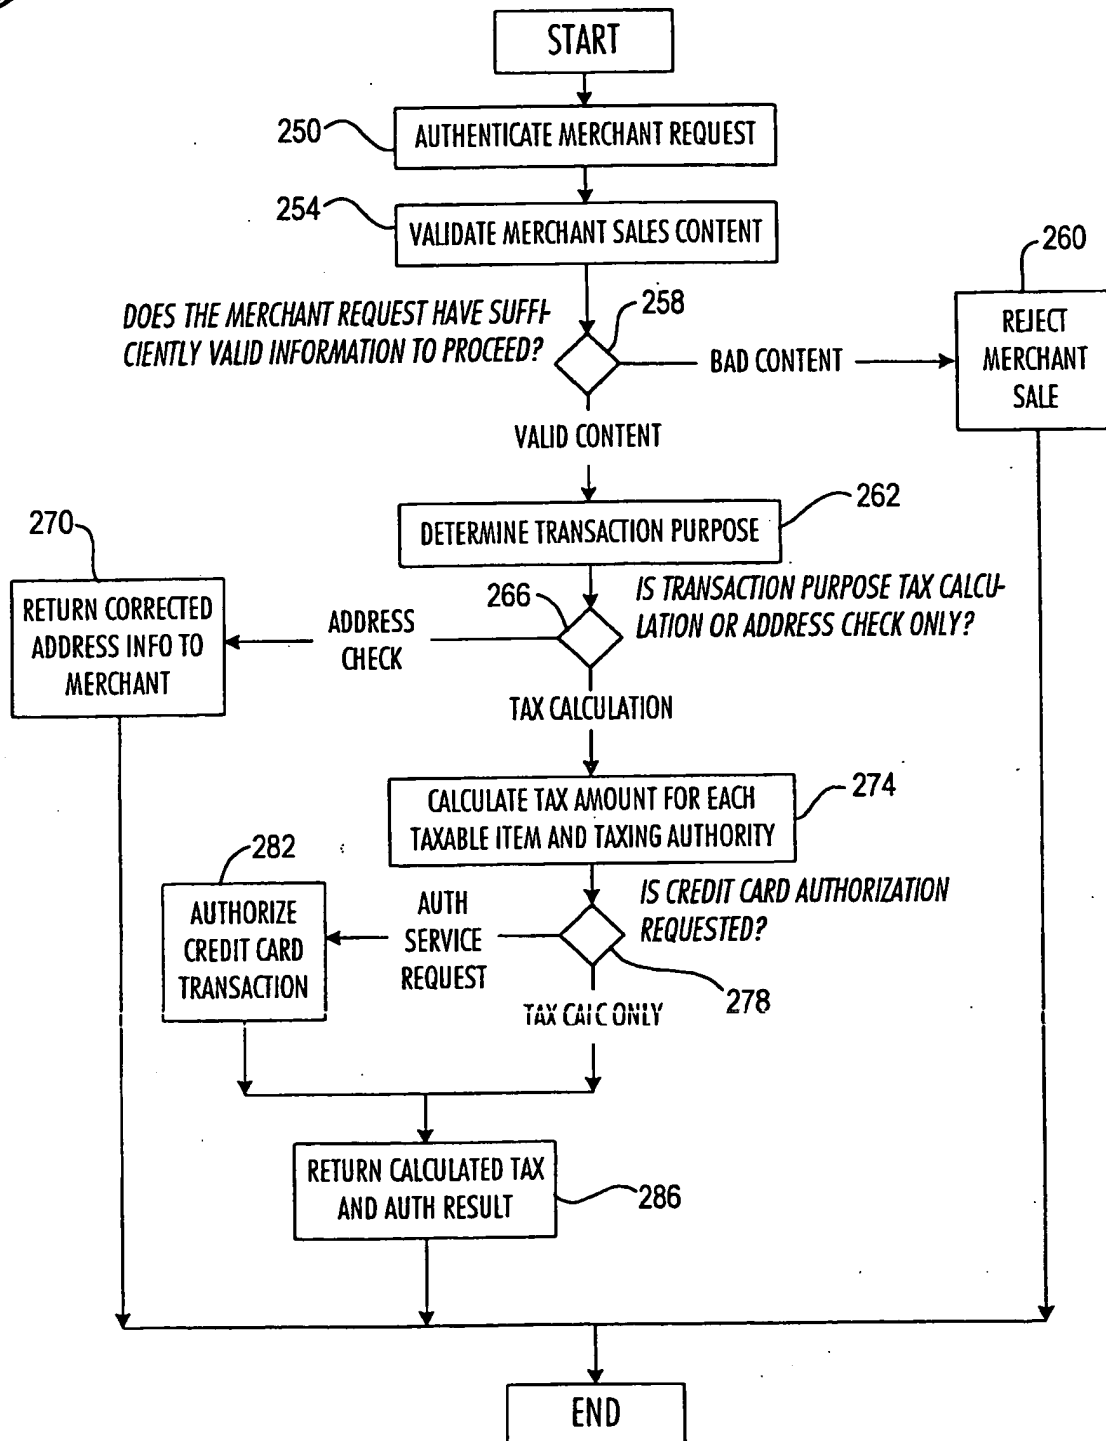 START
250
AUTHENTICATE MERCHANT REQUEST
254
VALIDATE MERCHANT SALES CONTENT
260
258
DOES THE MERCHANT REQUEST HAVE SUFFI-
CIENTLY VALID INFORMATION TO PROCEED?
REJECT
MERCHANT
SALE
BAD CONTENT
VALID CONTENT
262
DETERMINE TRANSACTION PURPOSE
270
266
IS TRANSACTION PURPOSE TAX CALCU-
LATION OR ADDRESS CHECK ONLY?
RETURN CORRECTED
ADDRESS INFO TO
MERCHANT
ADDRESS
CHECK
TAX CALCULATION
274
CALCULATE TAX AMOUNT FOR EACH
TAXABLE ITEM AND TAXING AUTHORITY
282
IS CREDIT CARD AUTHORIZATION
REQUESTED?
AUTHORIZE
CREDIT CARD
TRANSACTION
AUTH
SERVICE
REQUEST
278
TAX CALC ONLY
RETURN CALCULATED TAX
AND AUTH RESULT
286
END